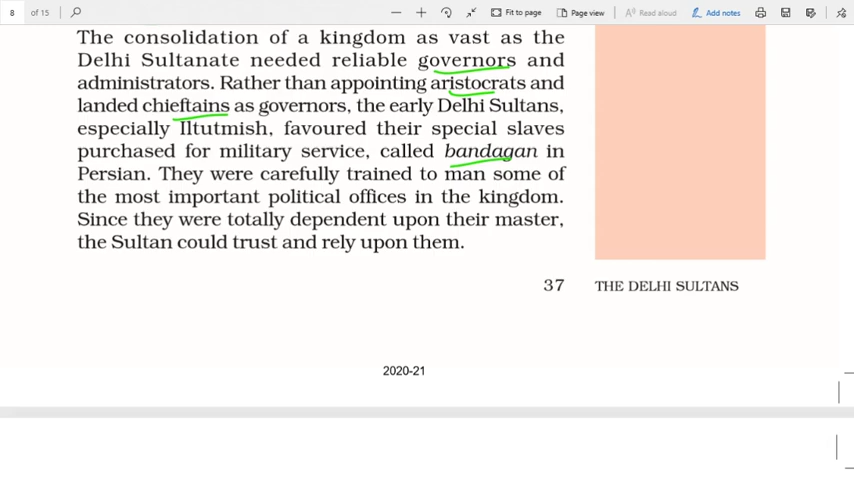 8 of 15 Fit to page Page view Read aloud Add notes
The consolidation of a kingdom as vast as the
Delhi Sultanate needed reliable governors and
administrators. Rather than appointing aristocrats and
landed chieftains as governors, the early Delhi Sultans,
especially Iltutmish, favoured their special slaves
purchased for military service, called bandagan in
Persian. They were carefully trained to man some of
the most important political offices in the kingdom.
Since they were totally dependent upon their master,
the Sultan could trust and rely upon them.
37 THE DELHI SULTANS
2020-21